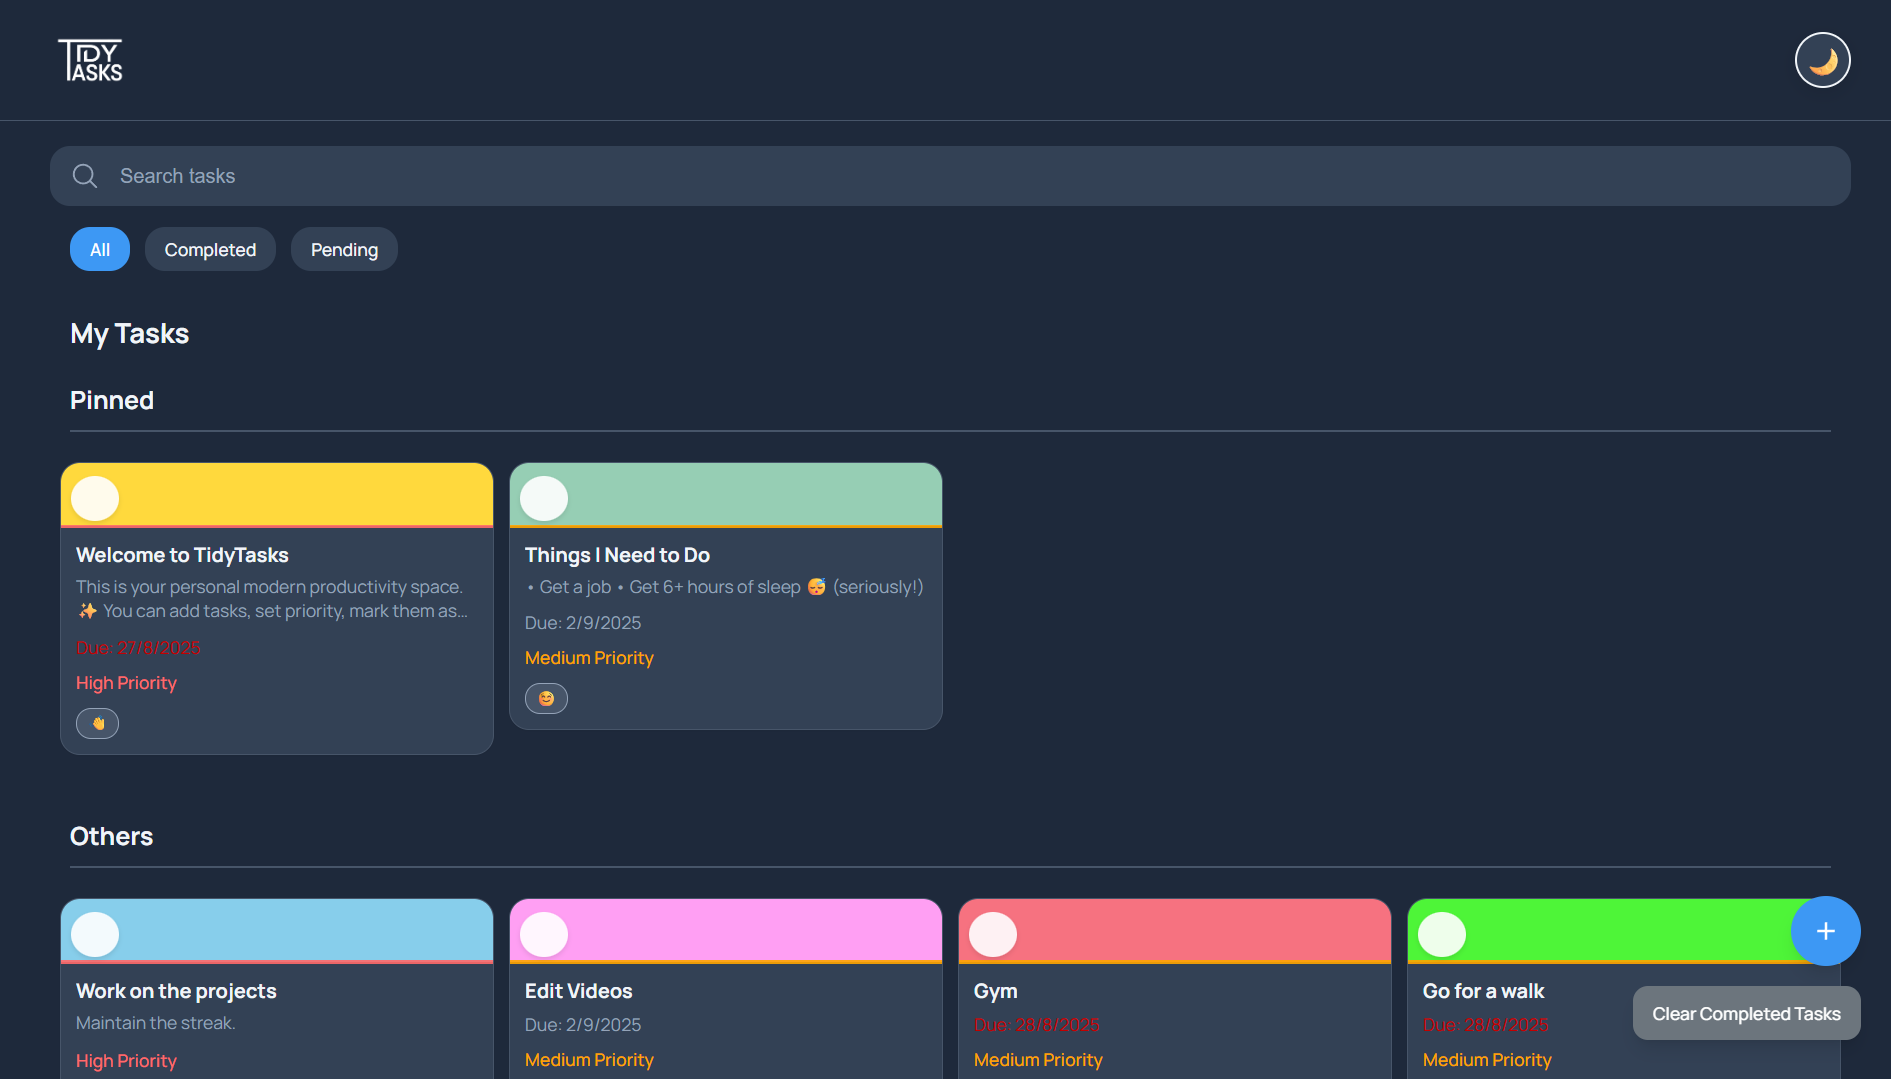 TIDY
TASKS
Search tasks
All
Completed
Pending
My Tasks
Pinned
Welcome to TidyTasks
This is your personal modern productivity space.
✨ You can add tasks, set priority, mark them as...
Due: 27/8/2025
High Priority
👋
Things I Need to Do
• Get a job • Get 6+ hours of sleep 😴 (seriously!)
Due: 2/9/2025
Medium Priority
😊
Others
Work on the projects
Maintain the streak.
High Priority
Edit Videos
Due: 2/9/2025
Medium Priority
Gym
Due: 28/8/2025
Medium Priority
Go for a walk
Due: 28/8/2025
Medium Priority
+
Clear Completed Tasks